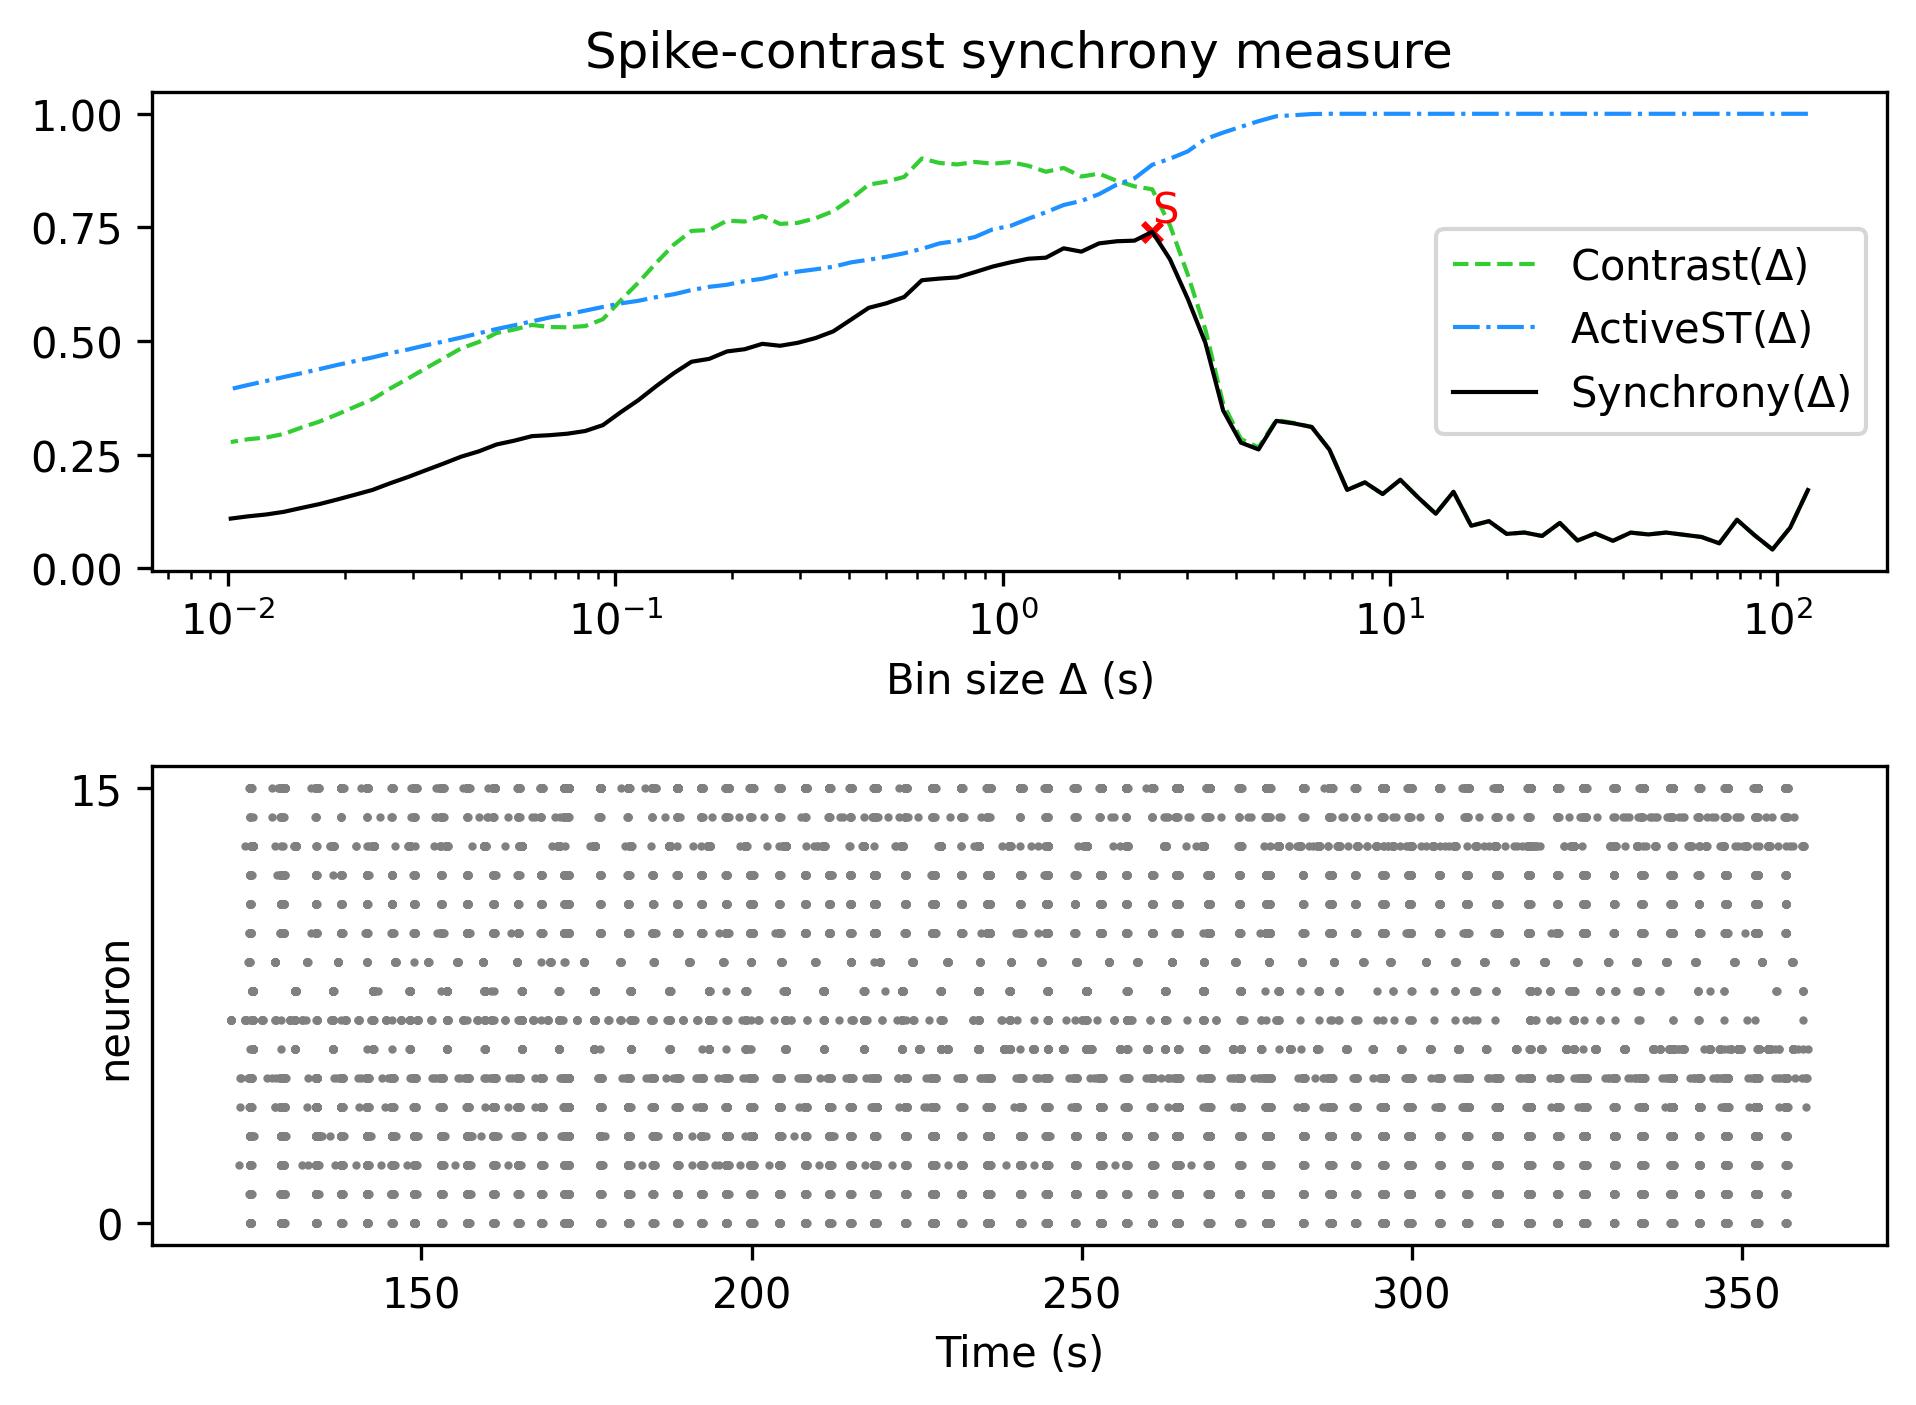 Spike-contrast synchrony measure
1.00
0.75
0.50
0.25
0.00
S
Contrast(Δ)
ActiveST(Δ)
Synchrony(Δ)
10⁻² 10⁻¹ 10⁰ 10¹ 10²
Bin size Δ (s)
15
neuron
0
150 200 250 300 350
Time (s)